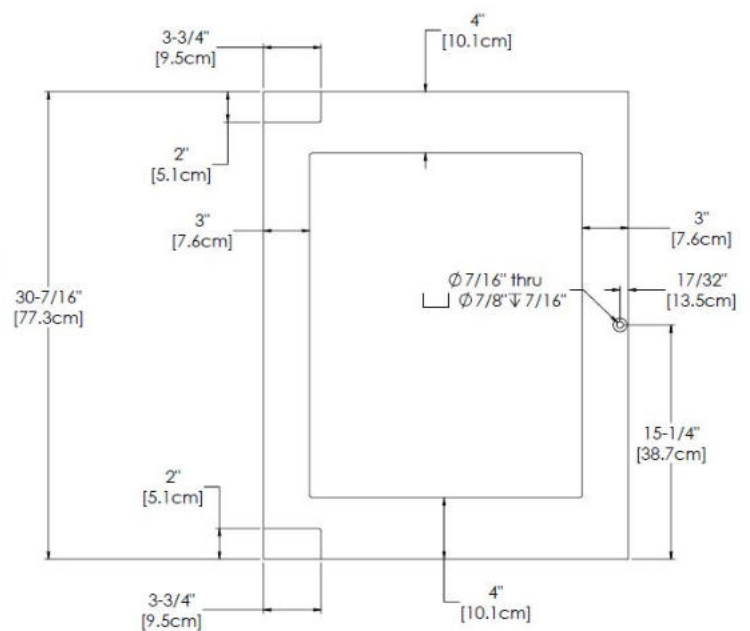 4"
[10.1cm]
3-3/4"
[9.5cm]
2"
[5.1cm]
3"
[7.6cm]
3"
[7.6cm]
Ø7/16" thru
⌴ Ø7/8"↧7/16"
17/32"
[13.5cm]
30-7/16"
[77.3cm]
15-1/4"
[38.7cm]
2"
[5.1cm]
3-3/4"
[9.5cm]
4"
[10.1cm]